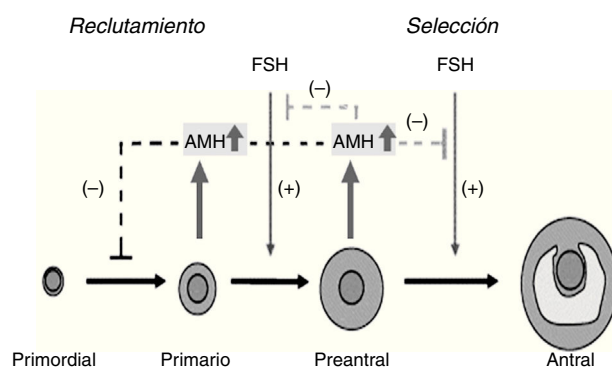 Reclutamiento
Selección
FSH
FSH
(–)
AMH
AMH
(–)
(–)
(+)
(+)
Primordial
Primario
Preantral
Antral